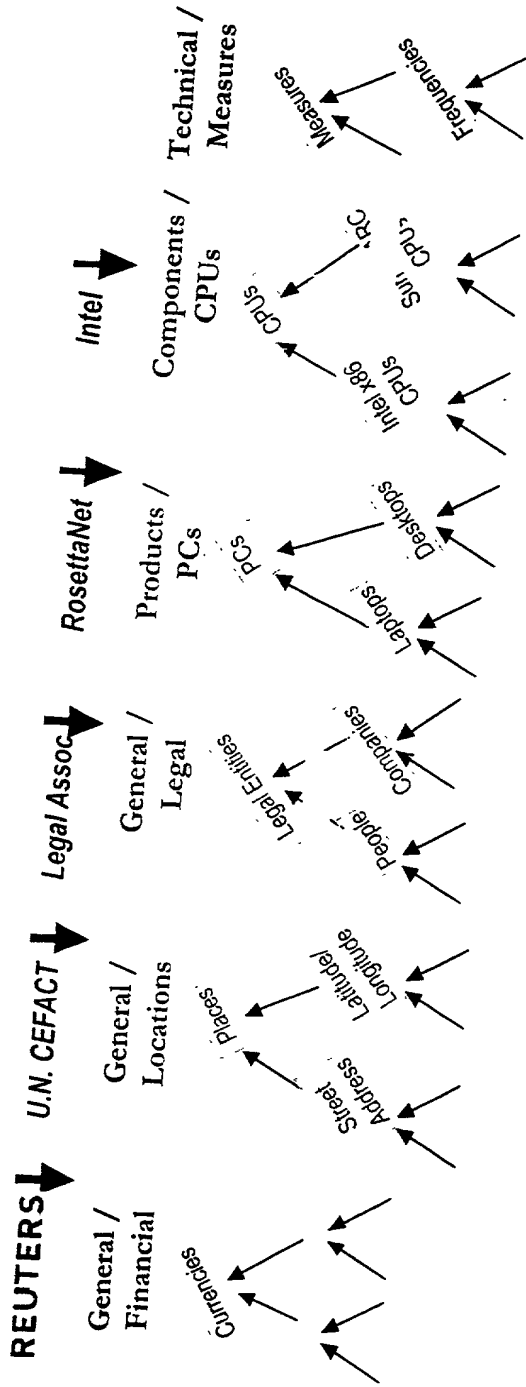 REUTERS
General /
Financial
Currencies
U.N. CEFACT
General /
Locations
Places
Street
Address
Latitude/
Longitude
Legal Assoc
General /
Legal
Legal Entities
People
Companies
RosettaNet
Products /
PCs
PCs
Laptops
Desktops
Intel
Components /
CPUs
CPUs
Intel x86
CPUs
RC
Sun
CPUs
Technical /
Measures
Measures
Frequencies